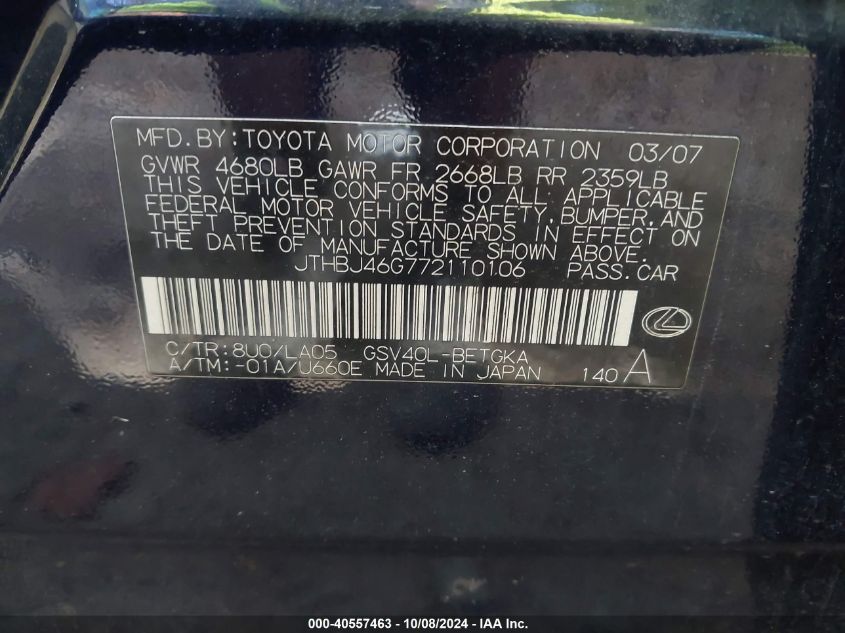 MFD.BY:TOYOTA MOTOR CORPORATION 03/07
GVWR 4680LB GAWR FR 2668LB RR 2359LB
THIS VEHICLE CONFORMS TO ALL APPLICABLE
FEDERAL MOTOR VEHICLE SAFETY, BUMPER, AND
THEFT PREVENTION STANDARDS IN EFFECT ON
THE DATE OF MANUFACTURE SHOWN ABOVE.
JTHBJ46G772110106 PASS.CAR
C/TR:8U0/LA05 GSV40L-BETGKA
A/TM:-01A/U660E MADE IN JAPAN 140 A
000-40557463 - 10/08/2024 - IAA Inc.